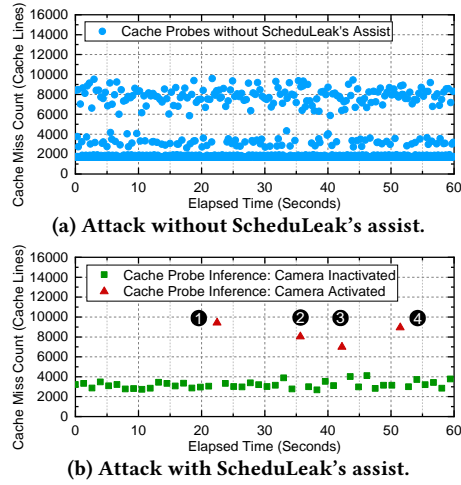 Cache Miss Count (Cache Lines)
16000
14000
12000
10000
8000
6000
4000
2000
0
Cache Probes without ScheduLeak's Assist
0 10 20 30 40 50 60
Elapsed Time (Seconds)
(a) Attack without ScheduLeak's assist.
Cache Miss Count (Cache Lines)
16000
14000
12000
10000
8000
6000
4000
2000
0
Cache Probe Inference: Camera Inactivated
Cache Probe Inference: Camera Activated
1 2 3 4
0 10 20 30 40 50 60
Elapsed Time (Seconds)
(b) Attack with ScheduLeak's assist.